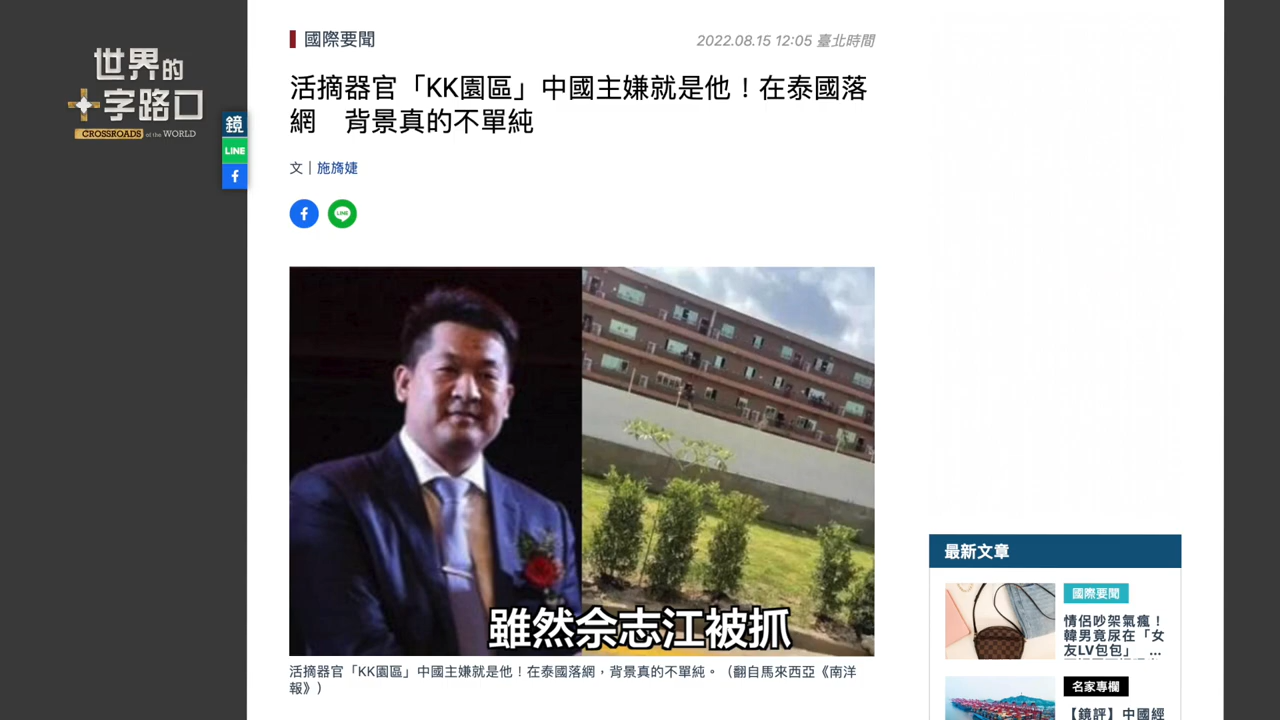 世界的
十字路口
CROSSROADS of the WORLD
鏡
LINE
f
國際要聞
2022.08.15 12:05 臺北時間
活摘器官「KK園區」中國主嫌就是他！在泰國落
網　背景真的不單純
文｜施旖婕
f
LINE
雖然佘志江被抓
活摘器官「KK園區」中國主嫌就是他！在泰國落網，背景真的不單純。（翻自馬來西亞《南洋
報》）
最新文章
國際要聞
情侶吵架氣瘋！
韓男竟尿在「女
友LV包包」 ...
名家專欄
【鏡評】中國經